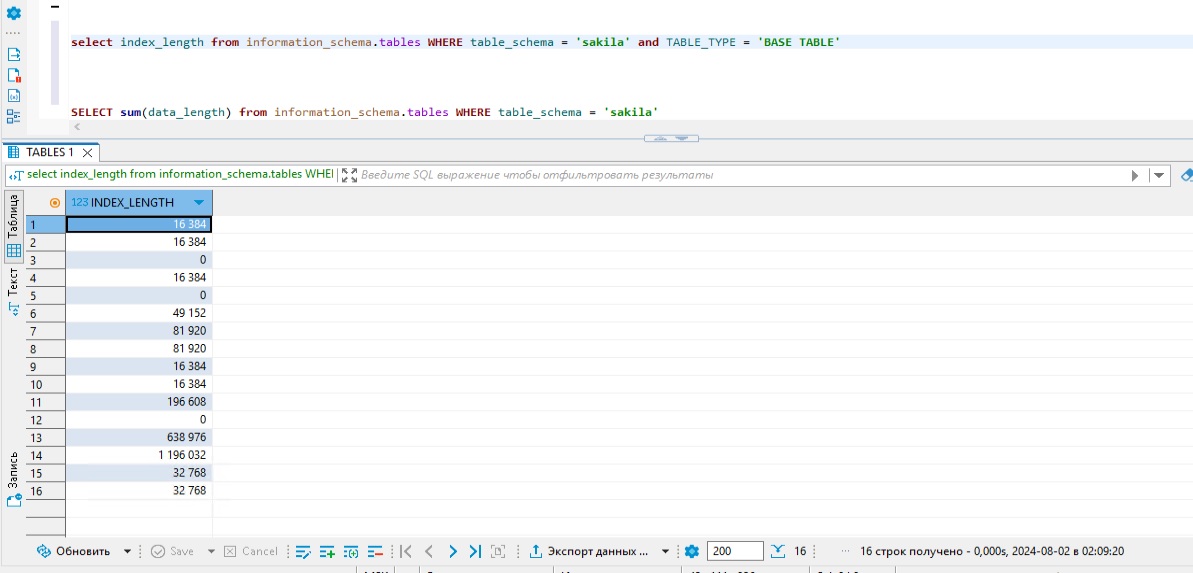 select index_length from information_schema.tables WHERE table_schema = 'sakila' and TABLE_TYPE = 'BASE TABLE'
SELECT sum(data_length) from information_schema.tables WHERE table_schema = 'sakila'
TABLES 1
select index_length from information_schema.tables WHEI
Введите SQL выражение чтобы отфильтровать результаты
Таблица
Текст
Запись
123 INDEX_LENGTH
1 16 384
2 16 384
3 0
4 16 384
5 0
6 49 152
7 81 920
8 81 920
9 16 384
10 16 384
11 196 608
12 0
13 638 976
14 1 196 032
15 32 768
16 32 768
Обновить Save Cancel Экспорт данных ... 200 16 ··· 16 строк получено - 0,000s, 2024-08-02 в 02:09:20